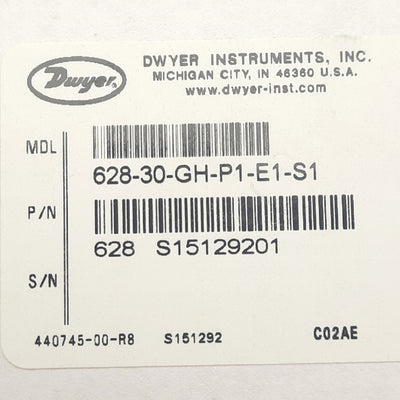 Dwyer
DWYER INSTRUMENTS, INC.
MICHIGAN CITY, IN 46360 U.S.A.
www.dwyer-inst.com
MDL
628-30-GH-P1-E1-S1
P/N
628 S15129201
S/N
440745-00-R8 S151292 C02AE